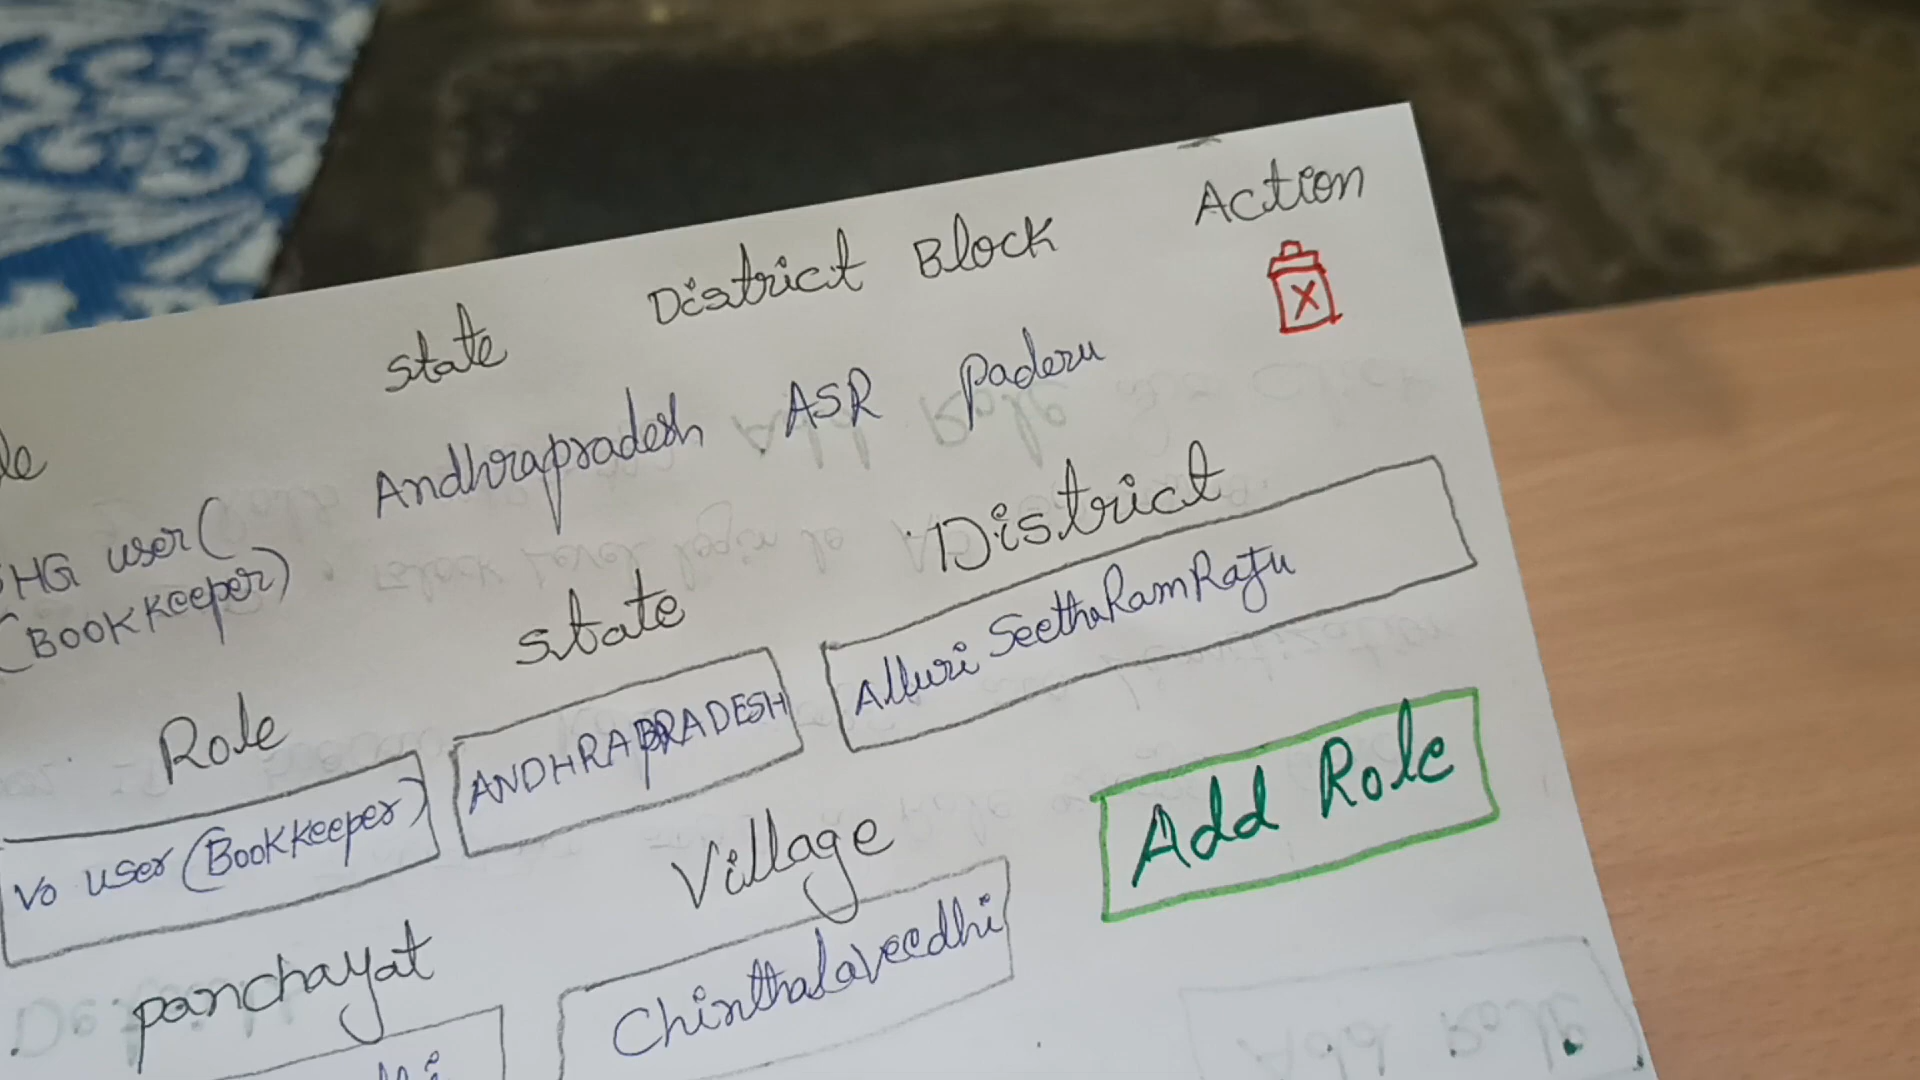 State District Block Action
X
Andhrapradesh ASR Paderu
SHG user(
(Bookkeeper)
Role State District
Vo user (Bookkeeper) ANDHRAPRADESH Alluri SeethaRamRaju
panchayat Village Add Role
Chinthalaveedhi